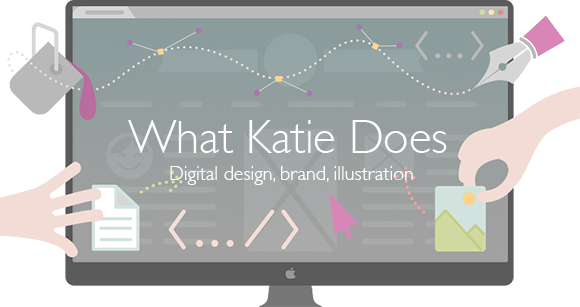 <...>
What Katie Does
Digital design, brand, illustration
<.../>